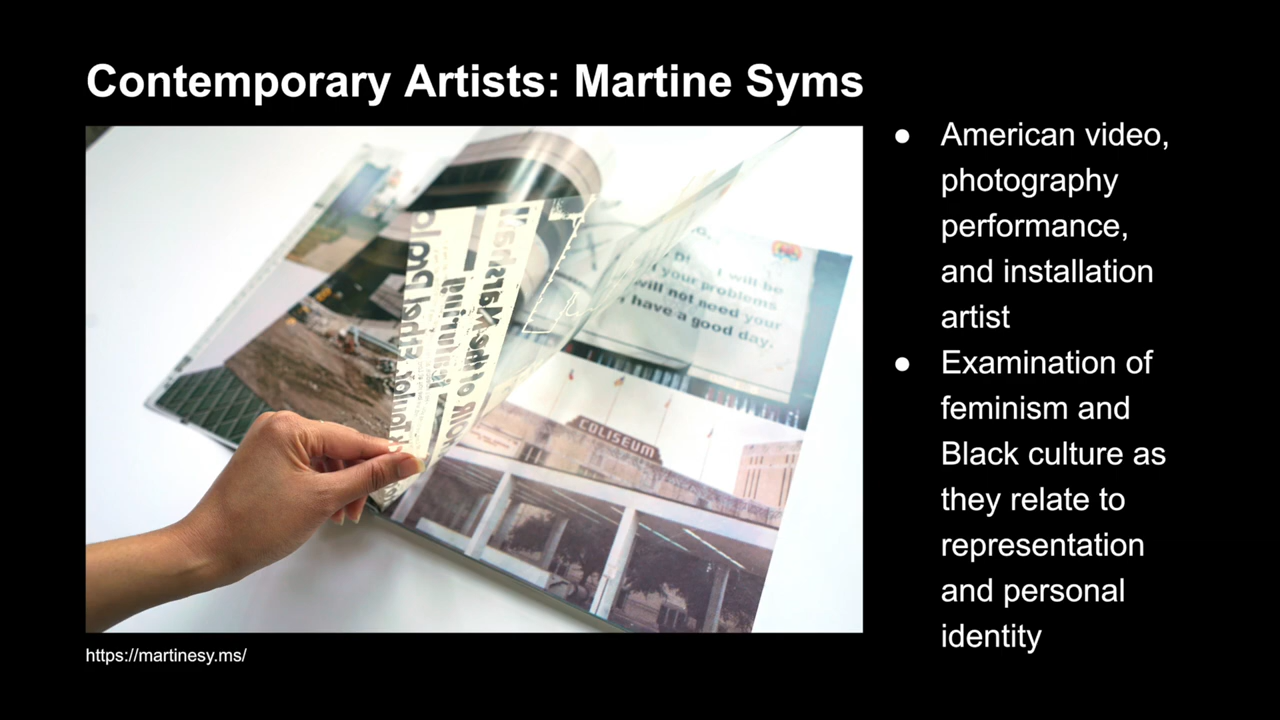 Contemporary Artists: Martine Syms
I will be
your problems
will not need your
have a good day.
COLISEUM
https://martinesy.ms/
● American video,
photography
performance,
and installation
artist
● Examination of
feminism and
Black culture as
they relate to
representation
and personal
identity